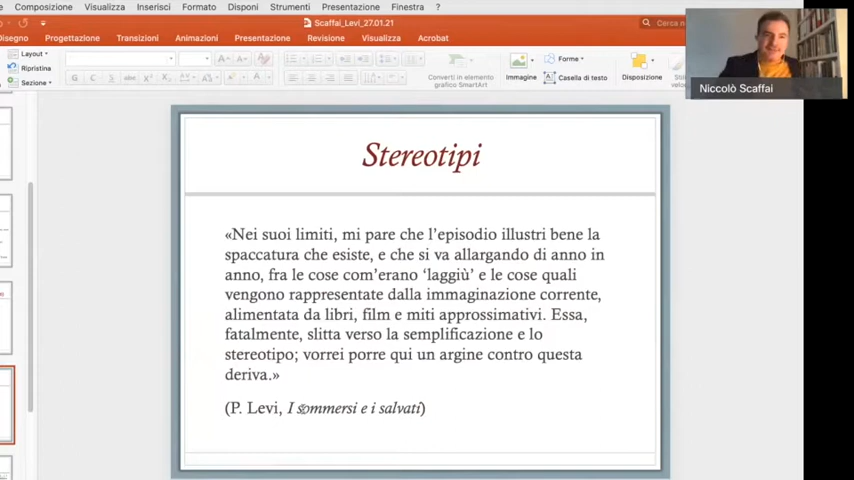 Composizione Visualizza Inserisci Formato Disponi Strumenti Presentazione Finestra ?
Scaffai_Levi_27.01.21
Cerca ne
Disegno Progettazione Transizioni Animazioni Presentazione Revisione Visualizza Acrobat
Layout
Ripristina
Sezione
Converti in elemento
grafico SmartArt
Immagine
Forme
Casella di testo
Disposizione
Niccolò Scaffai
Stereotipi
«Nei suoi limiti, mi pare che l'episodio illustri bene la
spaccatura che esiste, e che si va allargando di anno in
anno, fra le cose com'erano 'laggiù' e le cose quali
vengono rappresentate dalla immaginazione corrente,
alimentata da libri, film e miti approssimativi. Essa,
fatalmente, slitta verso la semplificazione e lo
stereotipo; vorrei porre qui un argine contro questa
deriva.»
(P. Levi, I sommersi e i salvati)